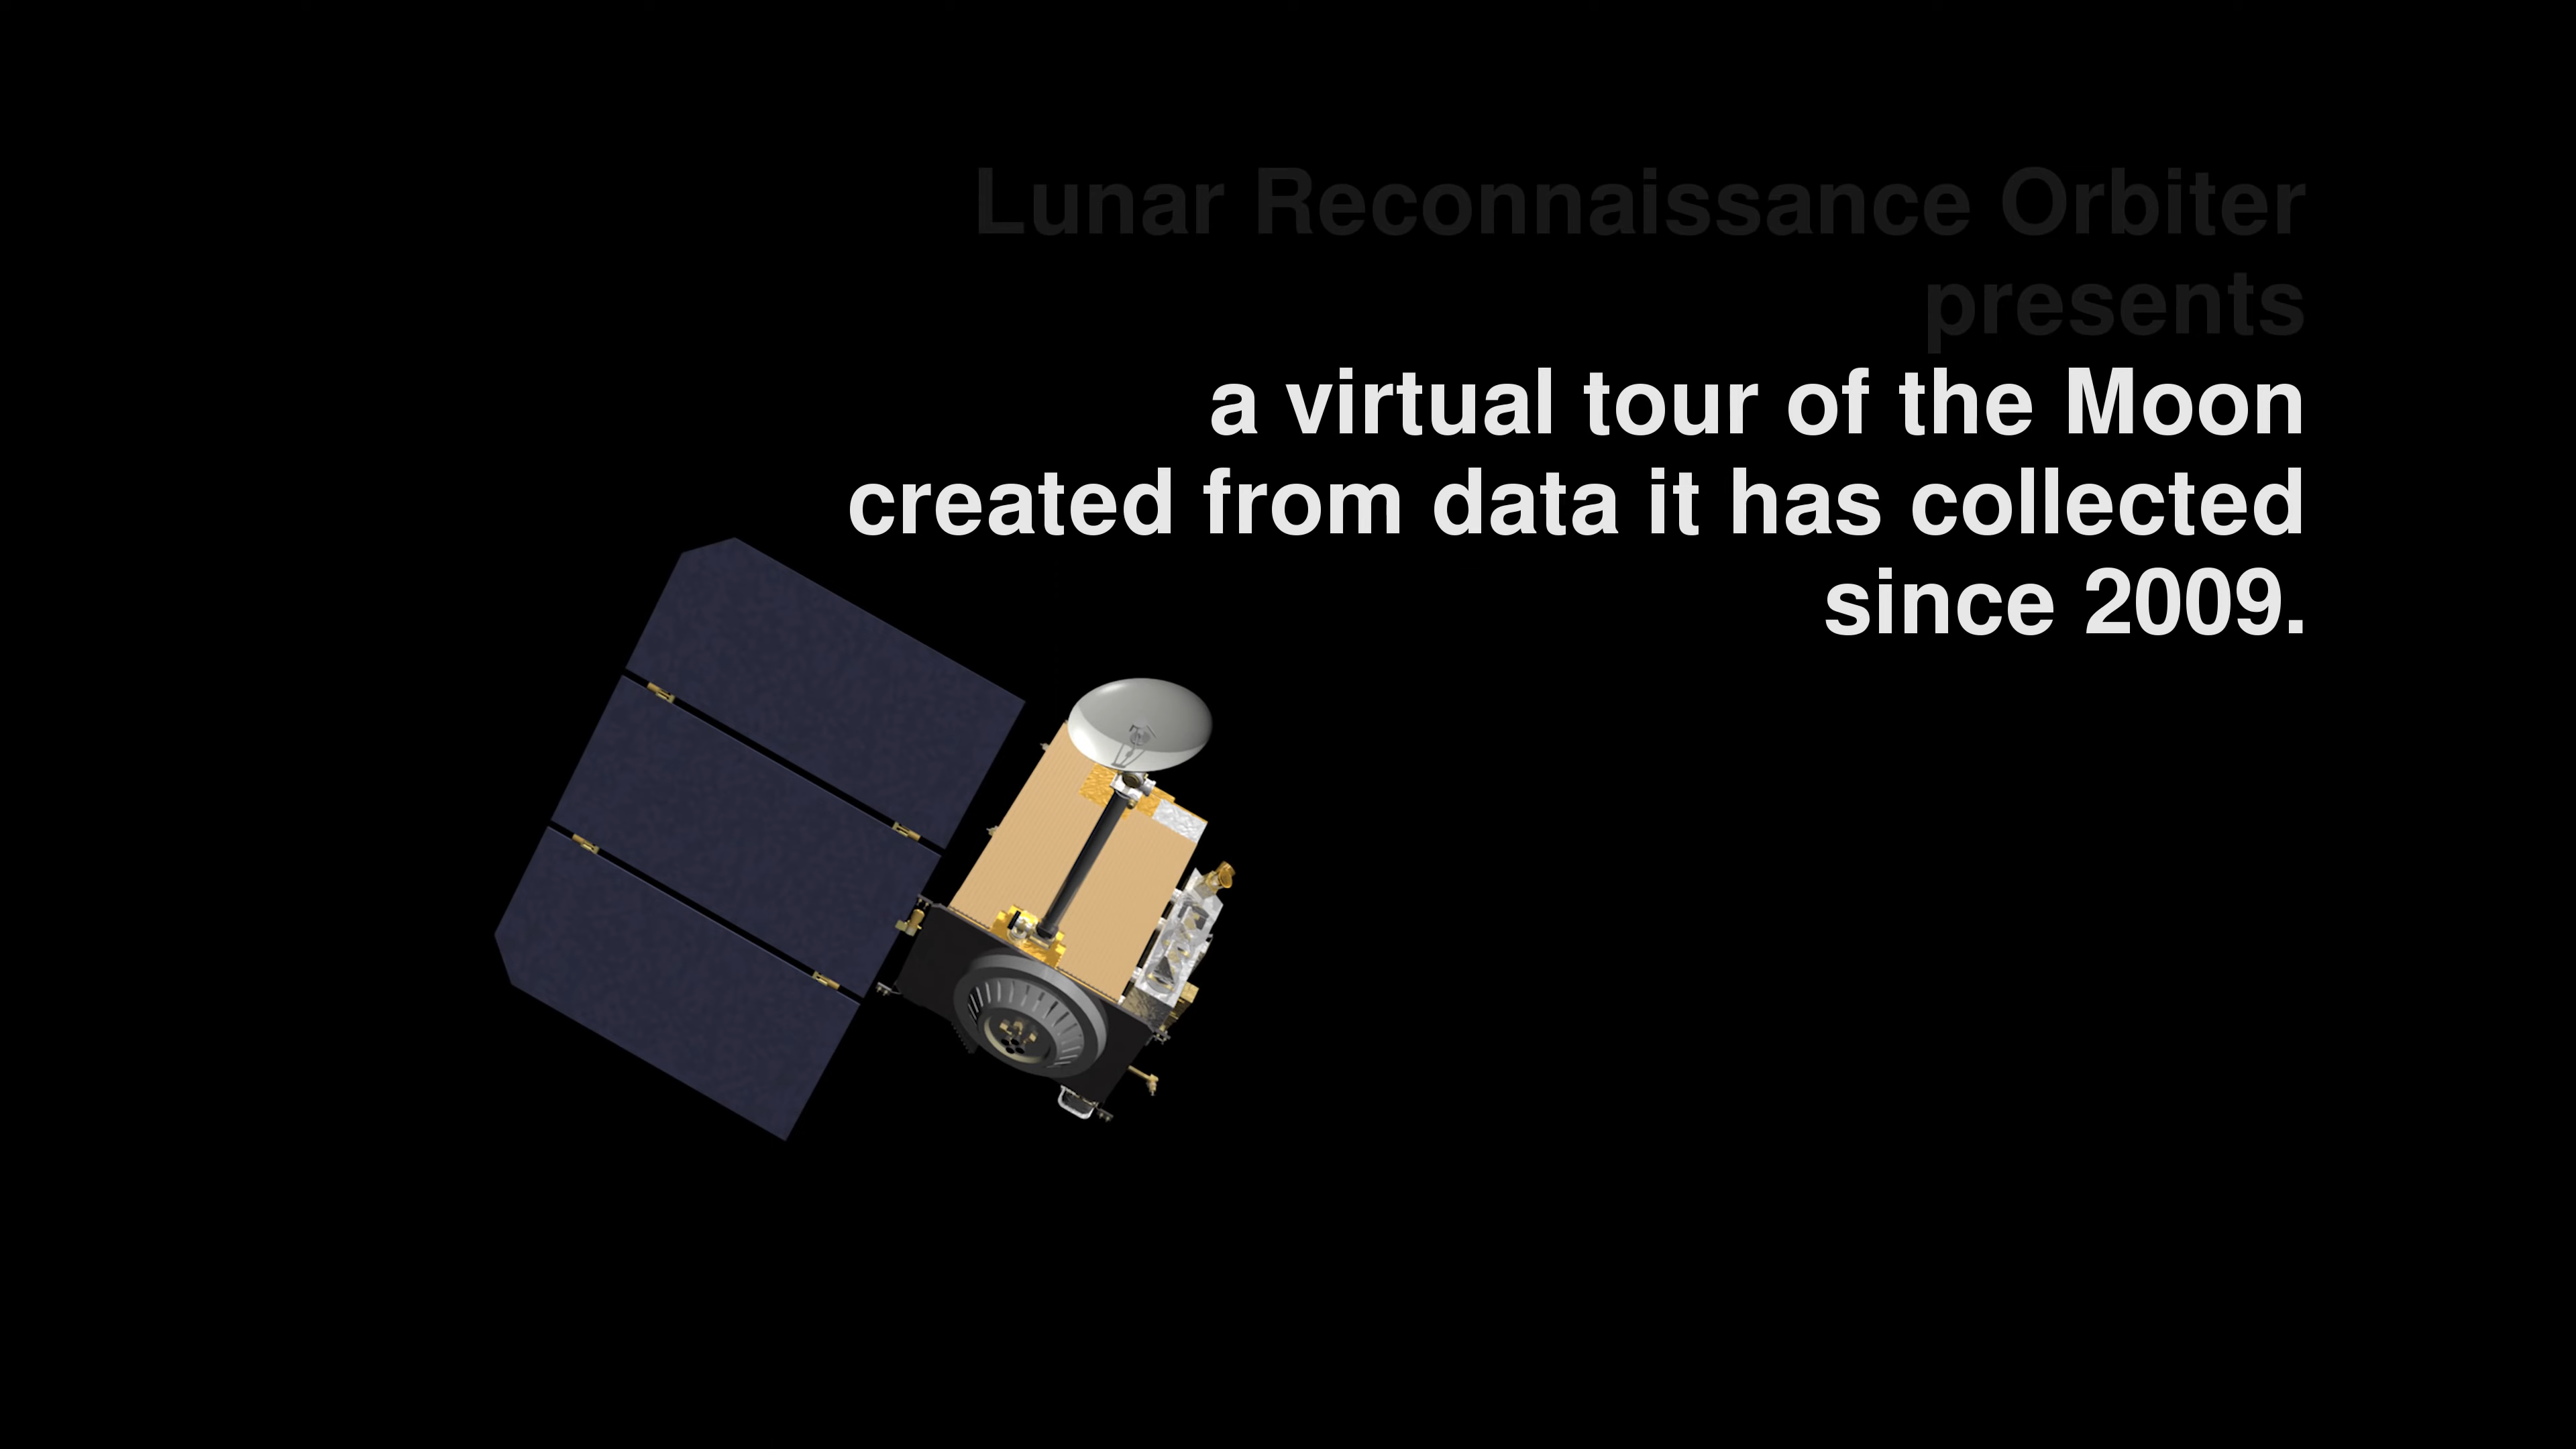 Lunar Reconnaissance Orbiter
presents
a virtual tour of the Moon
created from data it has collected
since 2009.